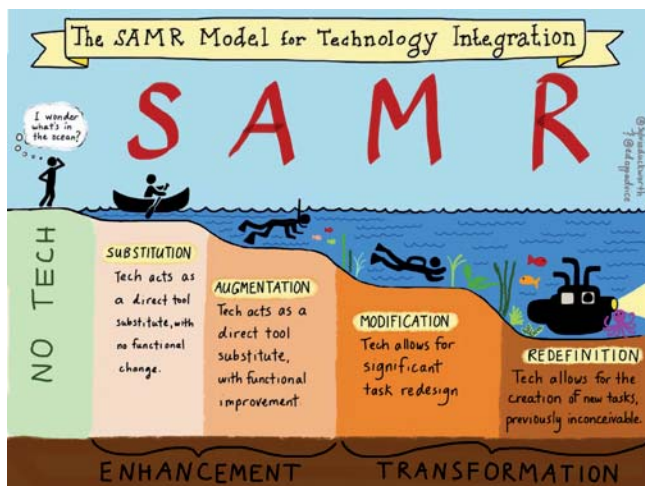 The SAMR Model for Technology Integration
I wonder
what's in
the ocean?
S A M R
@sylviaduckworth
@edappadvice
NO TECH
SUBSTITUTION
Tech acts as
a direct tool
substitute, with
no functional
change.
AUGMENTATION
Tech acts as a
direct tool
substitute,
with functional
improvement
MODIFICATION
Tech allows for
significant
task redesign
REDEFINITION
Tech allows for the
creation of new tasks,
previously inconceivable.
ENHANCEMENT
TRANSFORMATION